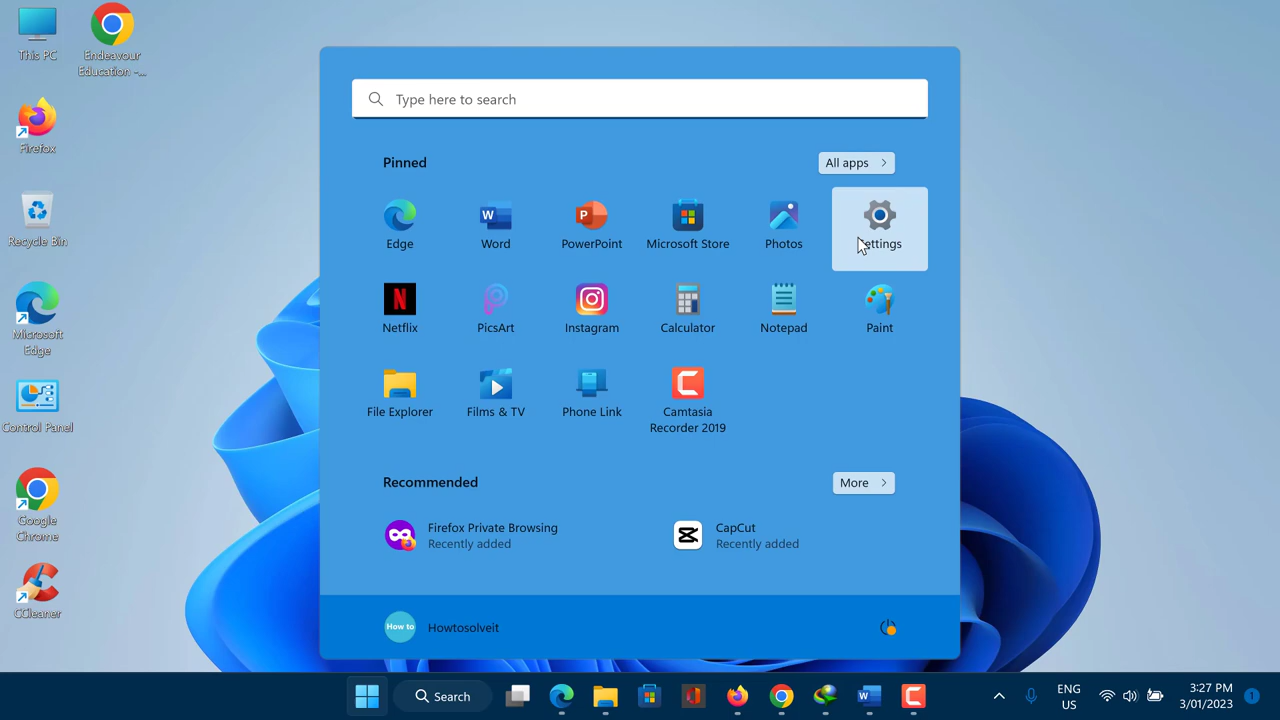 This PC
Endeavour
Education -...
Firefox
Recycle Bin
Microsoft
Edge
Control Panel
Google
Chrome
CCleaner
Type here to search
Pinned
All apps
Edge
Word
PowerPoint
Microsoft Store
Photos
Settings
Netflix
PicsArt
Instagram
Calculator
Notepad
Paint
File Explorer
Films & TV
Phone Link
Camtasia
Recorder 2019
Recommended
More
Firefox Private Browsing
Recently added
CapCut
Recently added
How to
Howtosolveit
Search
ENG
US
3:27 PM
3/01/2023
1